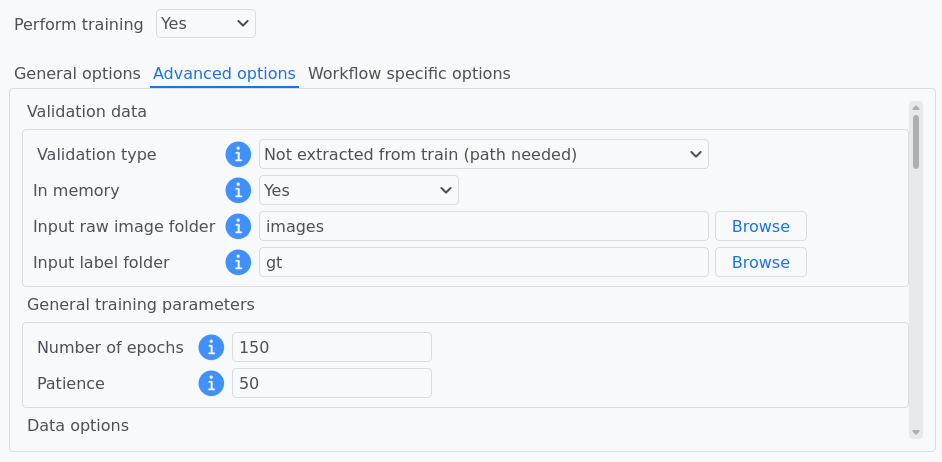 Perform training Yes
General options Advanced options Workflow specific options
Validation data
Validation type i Not extracted from train (path needed)
In memory i Yes
Input raw image folder i images Browse
Input label folder i gt Browse
General training parameters
Number of epochs i 150
Patience i 50
Data options